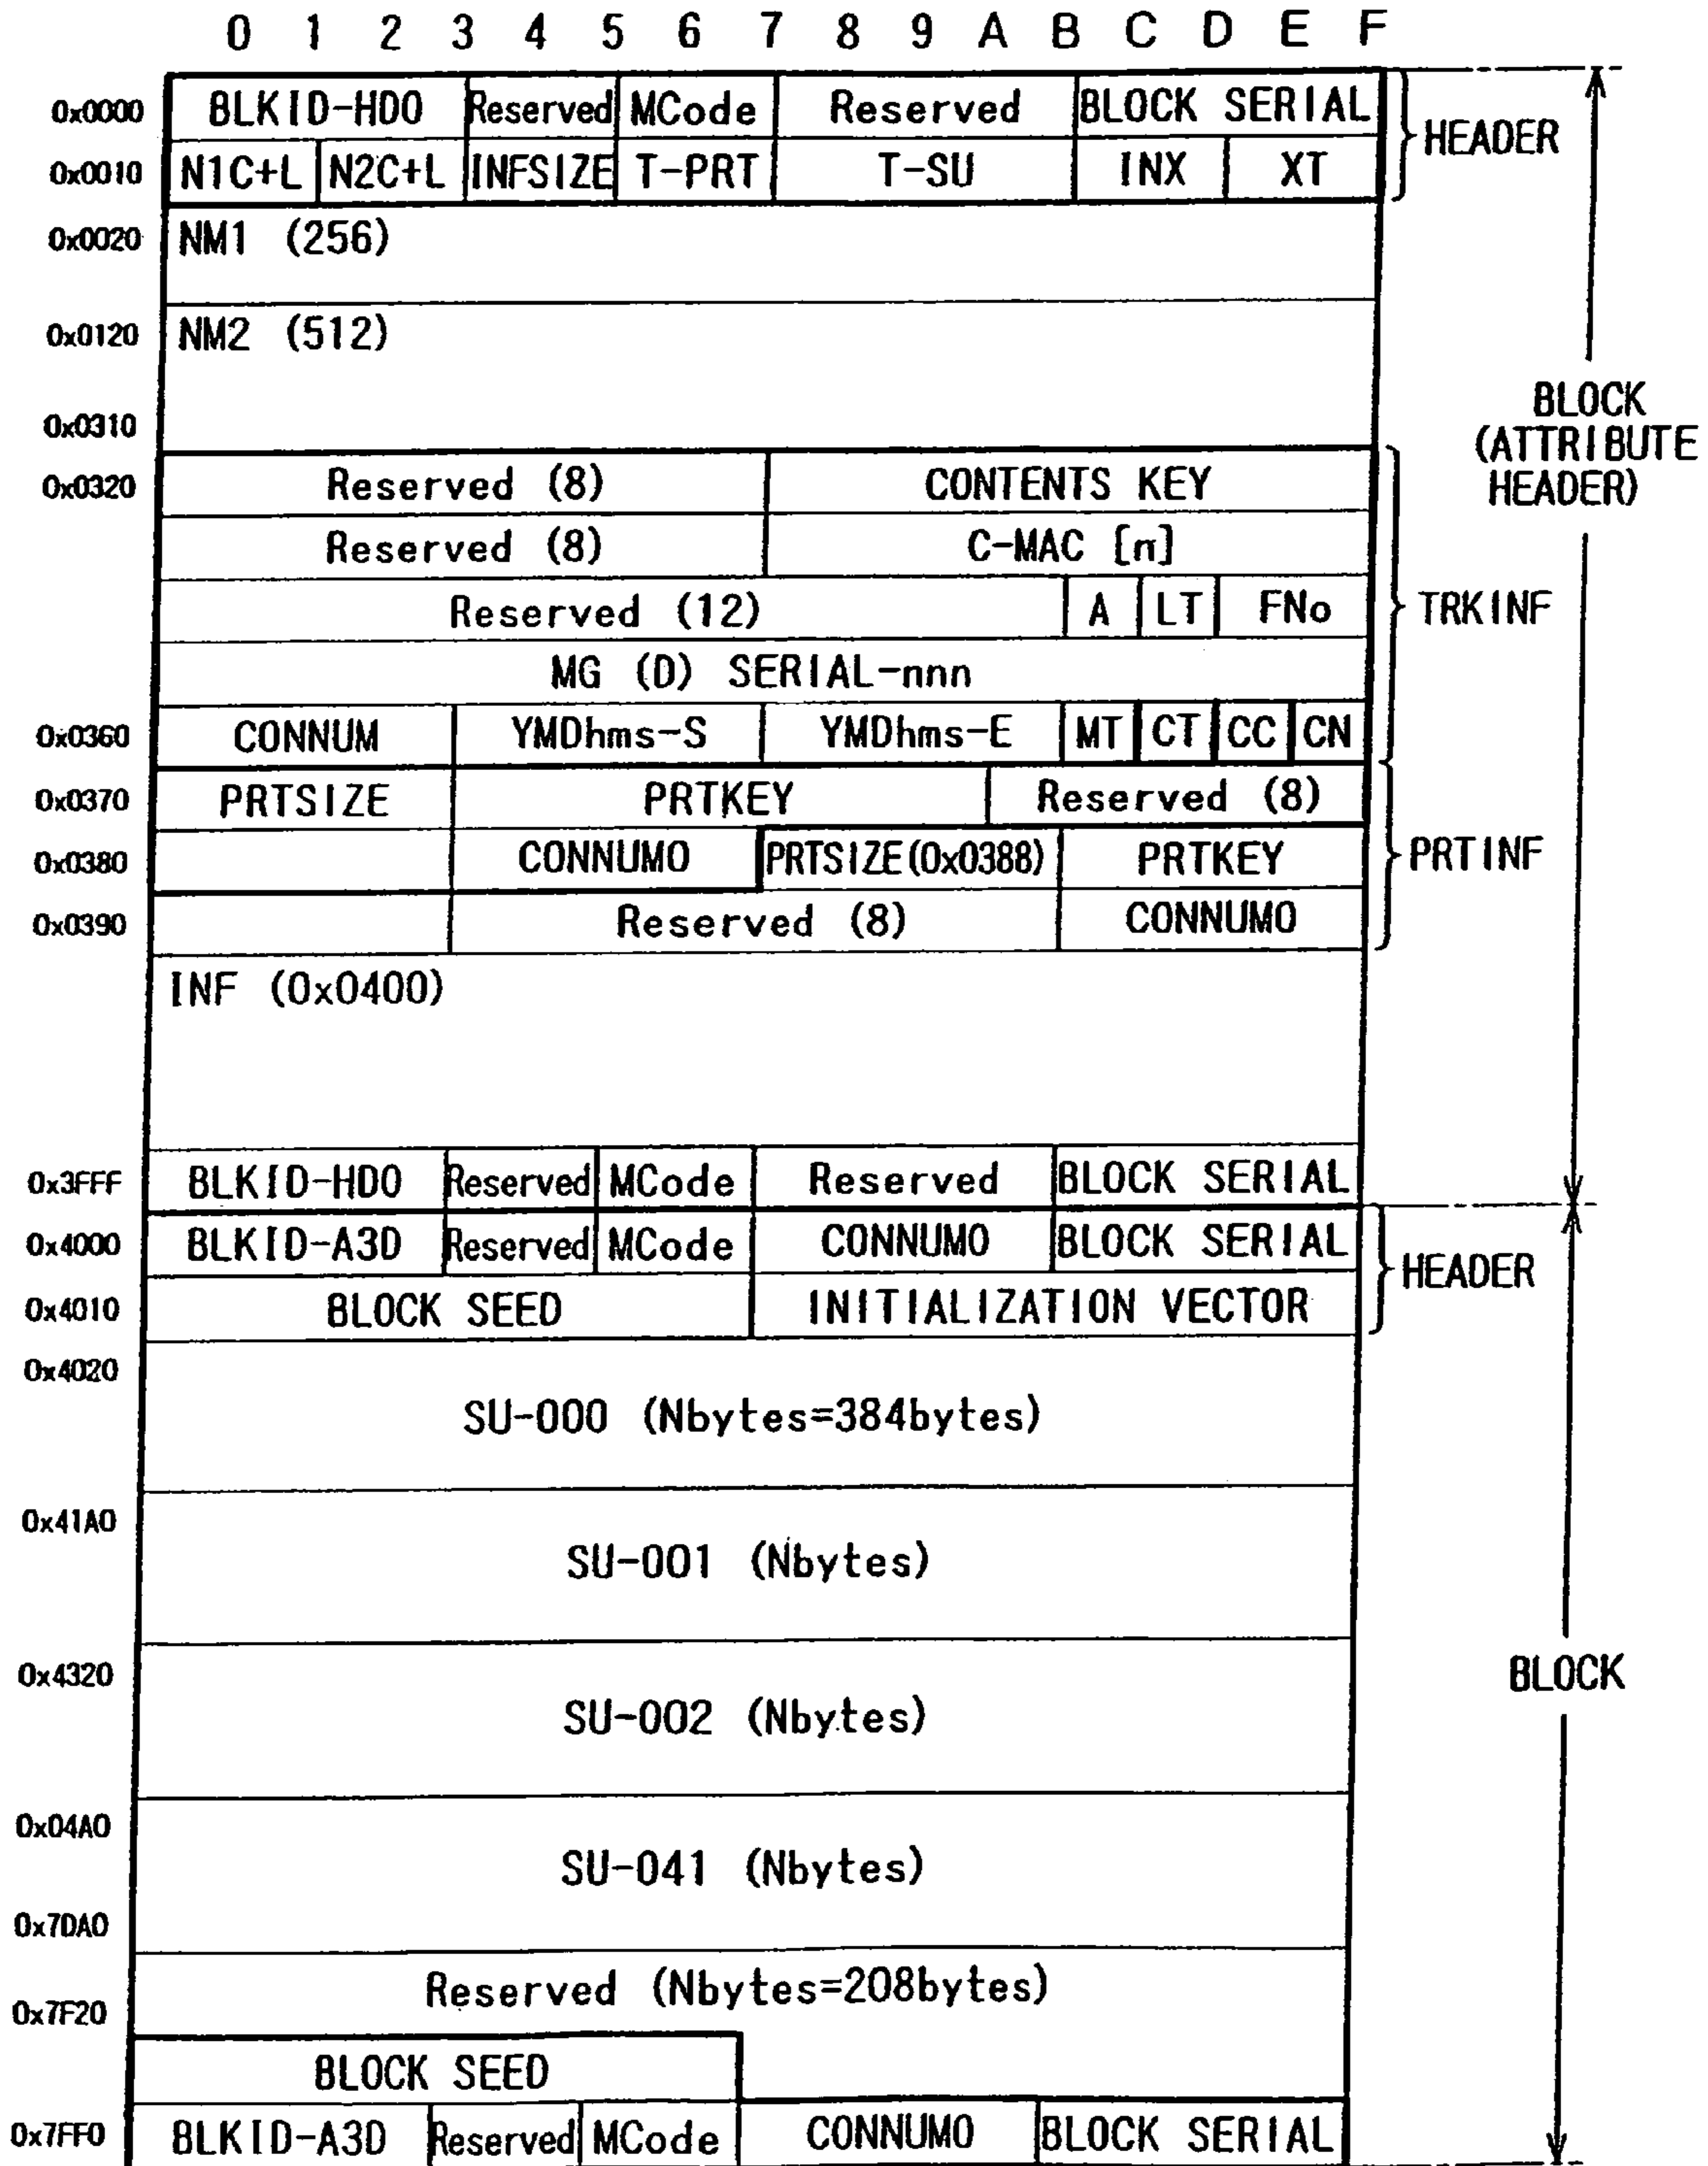 0 1 2 3 4 5 6 7 8 9 A B C D E F
0x0000 BLKID-HD0 Reserved MCode Reserved BLOCK SERIAL
HEADER
0x0010 N1C+L N2C+L INFSIZE T-PRT T-SU INX XT
0x0020 NM1 (256)
0x0120 NM2 (512)
0x0310
BLOCK
(ATTRIBUTE
HEADER)
0x0320 Reserved (8) CONTENTS KEY
Reserved (8) C-MAC [n]
Reserved (12) A LT FNo TRKINF
MG (D) SERIAL-nnn
0x0360 CONNUM YMDhms-S YMDhms-E MT CT CC CN
0x0370 PRTSIZE PRTKEY Reserved (8)
0x0380 CONNUM0 PRTSIZE(0x0388) PRTKEY PRTINF
0x0390 Reserved (8) CONNUM0
INF (0x0400)
0x3FFF BLKID-HD0 Reserved MCode Reserved BLOCK SERIAL
0x4000 BLKID-A3D Reserved MCode CONNUM0 BLOCK SERIAL
HEADER
0x4010 BLOCK SEED INITIALIZATION VECTOR
0x4020
SU-000 (Nbytes=384bytes)
0x41A0
SU-001 (Nbytes)
0x4320
SU-002 (Nbytes)
BLOCK
0x04A0
SU-041 (Nbytes)
0x7DA0
Reserved (Nbytes=208bytes)
0x7F20
BLOCK SEED
0x7FF0 BLKID-A3D Reserved MCode CONNUM0 BLOCK SERIAL